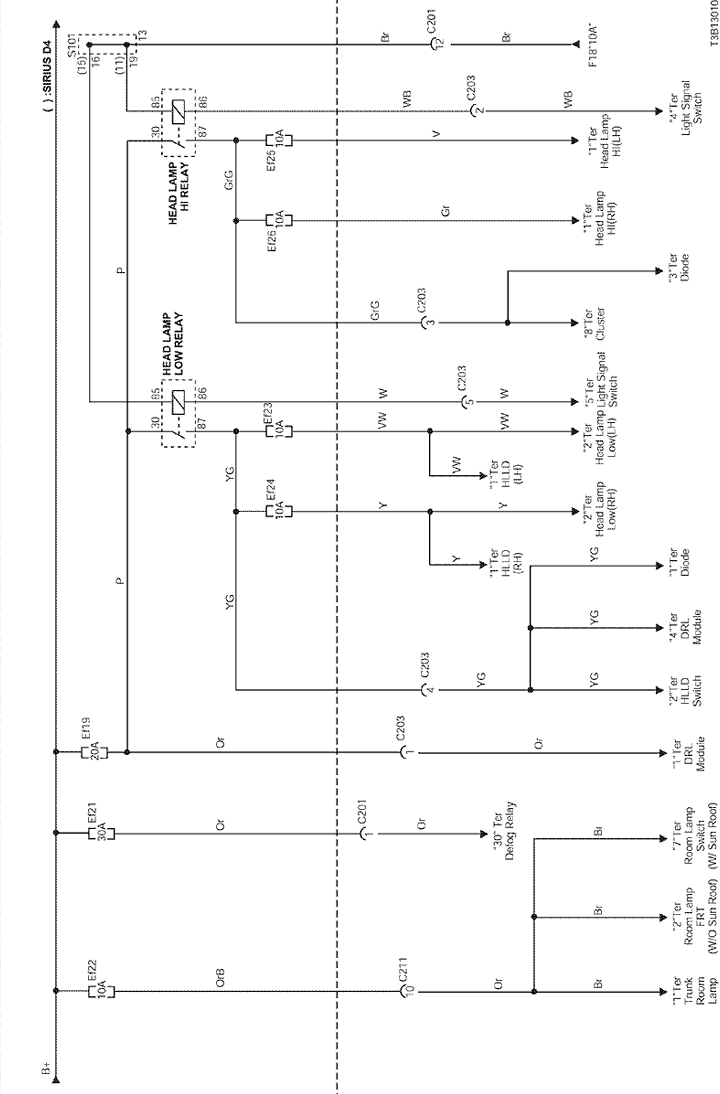 B+
Ef22
10A
OrB
C211
10
Or
Br
"1"Ter
Trunk
Room
Lamp
"2"Ter
Room Lamp
FRT
(W/O Sun Roof)
Br
"7"Ter
Room Lamp
Switch
(W/ Sun Roof)
Br
Ef21
30A
Or
C201
1
Or
"30" Ter
Defog Relay
Ef19
20A
Or
C203
1
Or
"1"Ter
DRL
Module
P
YG
C203
4
YG
YG
"2"Ter
HLLD
Switch
YG
"4"Ter
DRL
Module
YG
"1"Ter
Diode
YG
Ef24
10A
Y
Y
"2"Ter
Head Lamp
Low(RH)
Y
"1"Ter
HLLD
(RH)
HEAD LAMP
LOW RELAY
30
87
85
86
Ef23
10A
VW
VW
"2"Ter
Head Lamp
Low(LH)
VW
"1"Ter
HLLD
(LH)
W
C203
5
W
"5"Ter
Light Signal
Switch
P
GrG
C203
3
"8"Ter
Cluster
"3"Ter
Diode
GrG
Ef26
10A
Gr
"1"Ter
Head Lamp
HI(RH)
HEAD LAMP
HI RELAY
30
87
85
86
Ef25
10A
V
"1"Ter
Head Lamp
HI(LH)
WB
C203
2
WB
"4"Ter
Light Signal
Switch
( ) :SIRIUS D4
S101
(15)
16
(11)
19
13
Br
C201
12
Br
F18"10A"
T3B13010